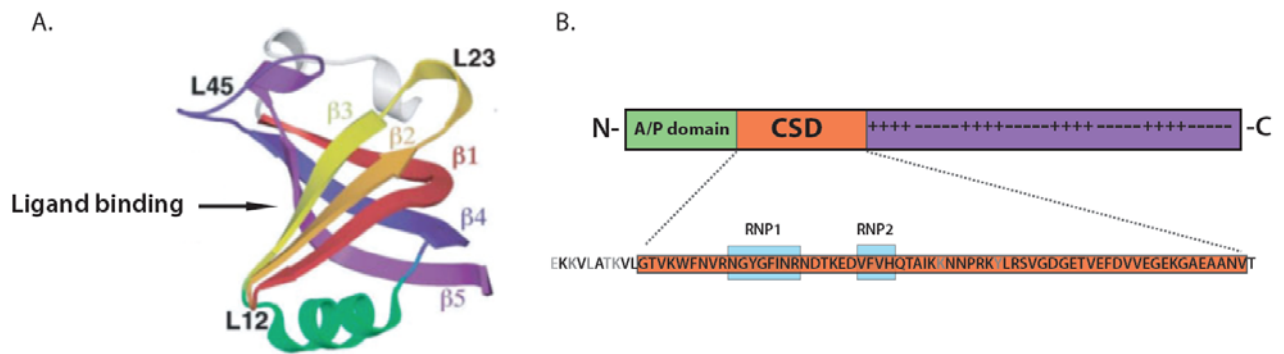 A.
L45
L23
β3
β2
β1
Ligand binding
β4
β5
L12
B.
N- A/P domain CSD ++++ ------++++------++++ ------++++----- -C
RNP1 RNP2
EKKVLATKVLGTVKWFNVRNGYGFINRNDTKEDVFVHQTAIKKNNPRKYLRSVGDGETVEFDVVEGEKGAEAANVT